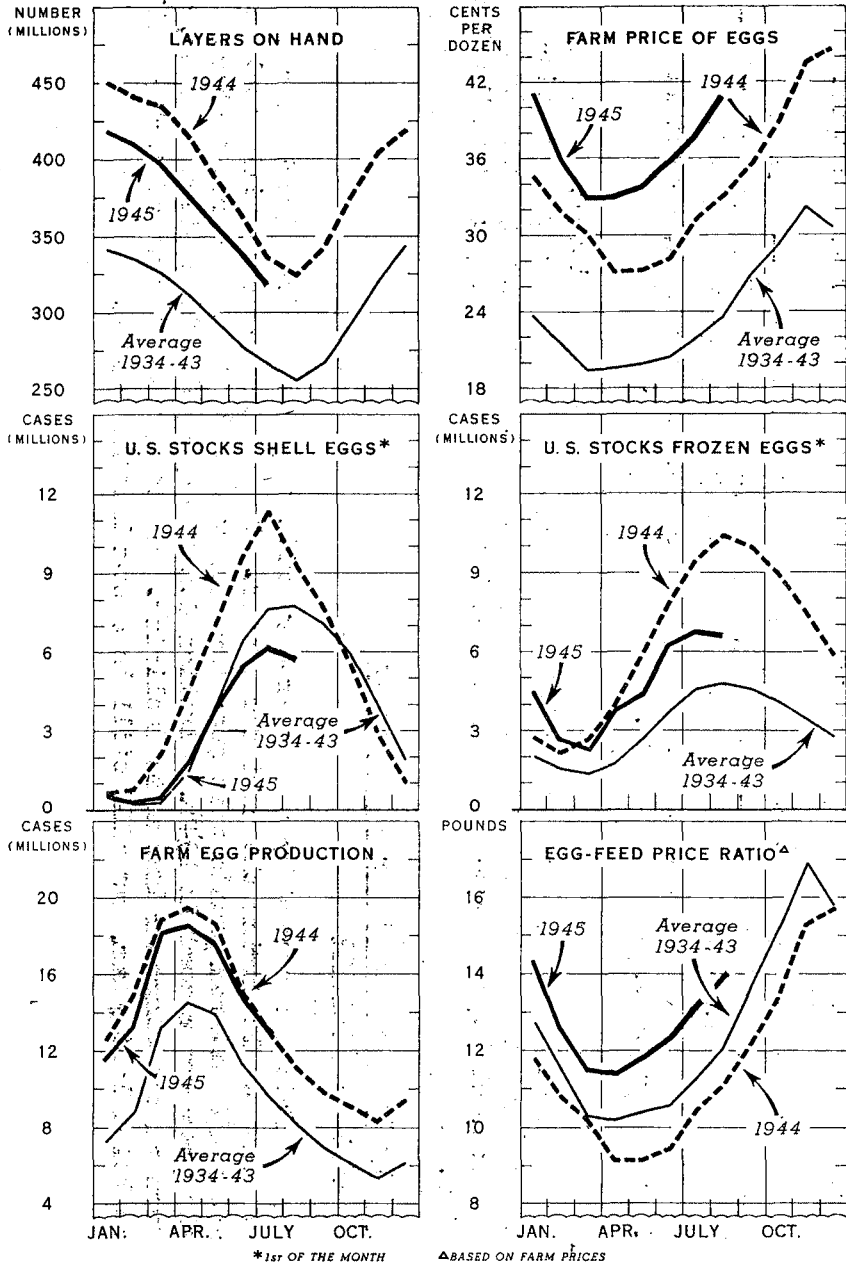 NUMBER
(MILLIONS)
LAYERS ON HAND
450
400
350
300
250
1944
1945
Average
1934-43
CENTS
PER
DOZEN
FARM PRICE OF EGGS
42
36
30
24
18
1944
1945
Average
1934-43
CASES
(MILLIONS)
U. S. STOCKS SHELL EGGS*
12
9
6
3
0
1944
Average
1934-43
1945
CASES
(MILLIONS)
U. S. STOCKS FROZEN EGGS*
12
9
6
3
0
1944
1945
Average
1934-43
CASES
(MILLIONS)
FARM EGG PRODUCTION
20
16
12
8
4
1944
1945
Average
1934-43
JAN. APR. JULY OCT.
POUNDS
EGG-FEED PRICE RATIO△
16
14
12
10
8
1945
Average
1934-43
1944
JAN. APR. JULY OCT.
*1ST OF THE MONTH △BASED ON FARM PRICES